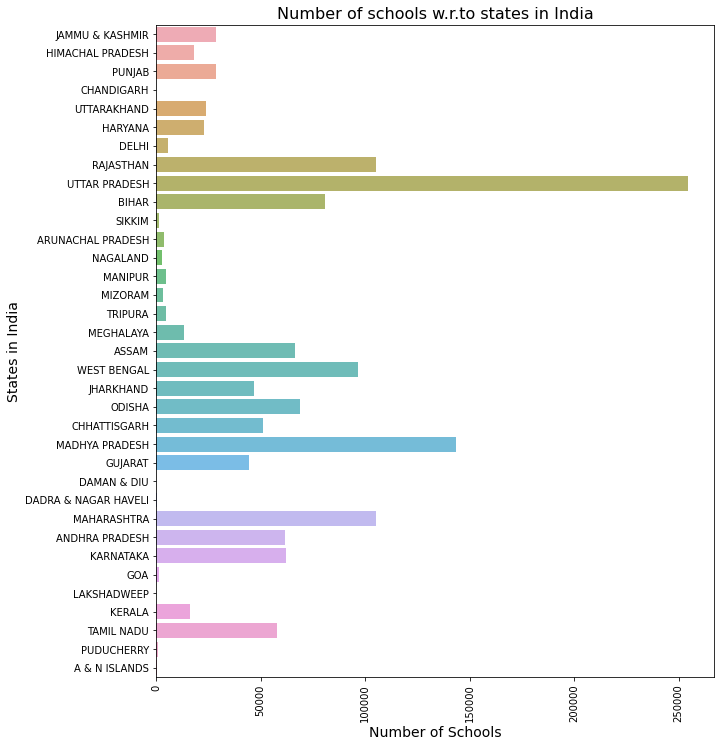 Number of schools w.r.to states in India
States in India
JAMMU & KASHMIR
HIMACHAL PRADESH
PUNJAB
CHANDIGARH
UTTARAKHAND
HARYANA
DELHI
RAJASTHAN
UTTAR PRADESH
BIHAR
SIKKIM
ARUNACHAL PRADESH
NAGALAND
MANIPUR
MIZORAM
TRIPURA
MEGHALAYA
ASSAM
WEST BENGAL
JHARKHAND
ODISHA
CHHATTISGARH
MADHYA PRADESH
GUJARAT
DAMAN & DIU
DADRA & NAGAR HAVELI
MAHARASHTRA
ANDHRA PRADESH
KARNATAKA
GOA
LAKSHADWEEP
KERALA
TAMIL NADU
PUDUCHERRY
A & N ISLANDS
0
50000
100000
150000
200000
250000
Number of Schools